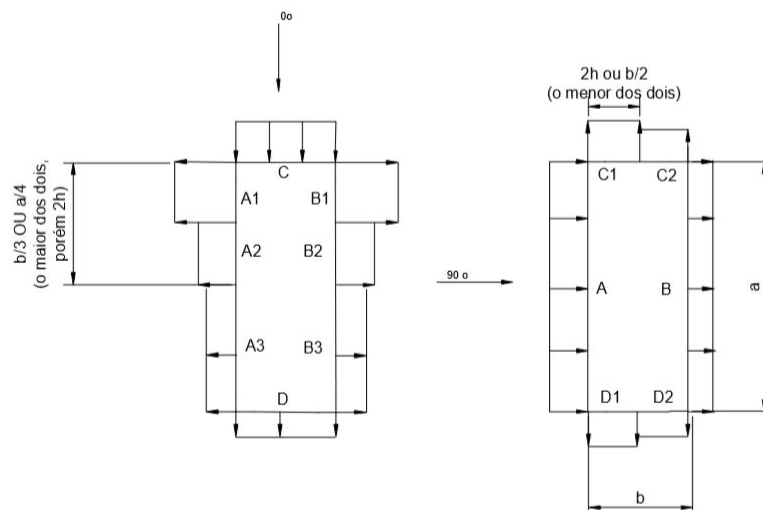 0o
C
A1 B1
A2 B2
A3 B3
D
b/3 OU a/4
(o maior dos dois,
porém 2h)
90 o
2h ou b/2
(o menor dos dois)
C1 C2
A B
D1 D2
a
b